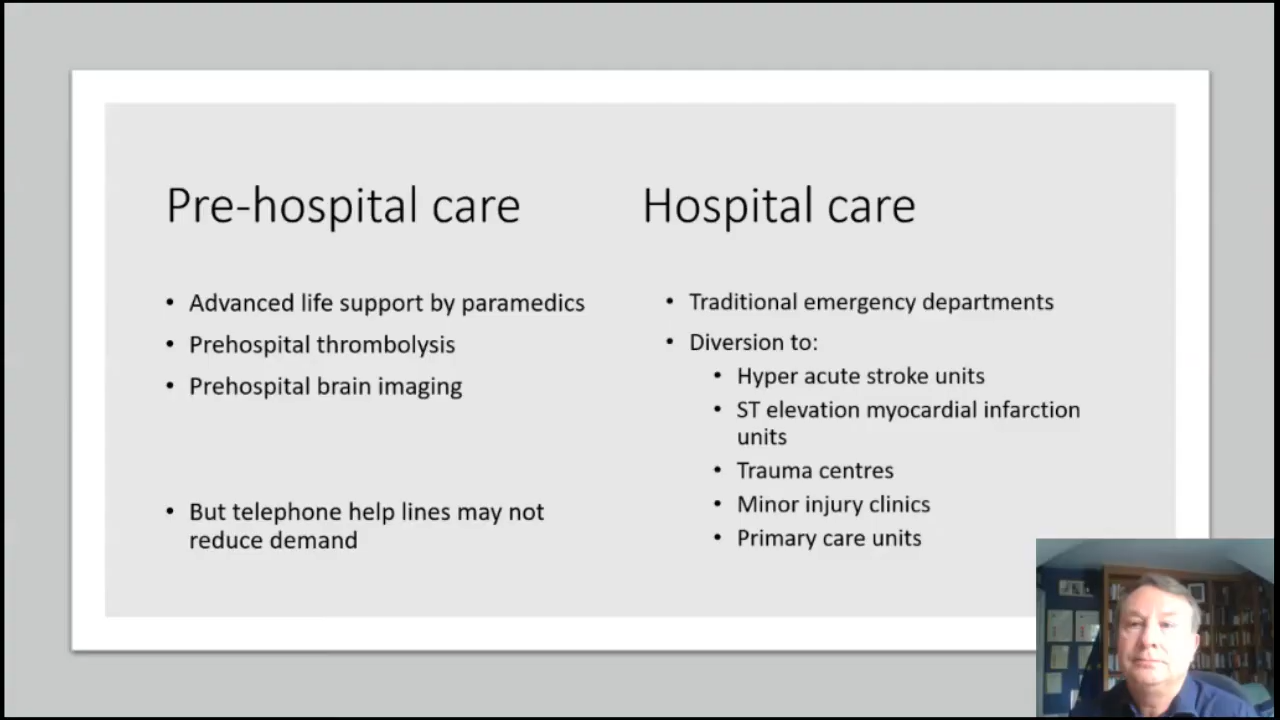 Pre-hospital care
• Advanced life support by paramedics
• Prehospital thrombolysis
• Prehospital brain imaging
• But telephone help lines may not
reduce demand
Hospital care
• Traditional emergency departments
• Diversion to:
• Hyper acute stroke units
• ST elevation myocardial infarction
units
• Trauma centres
• Minor injury clinics
• Primary care units